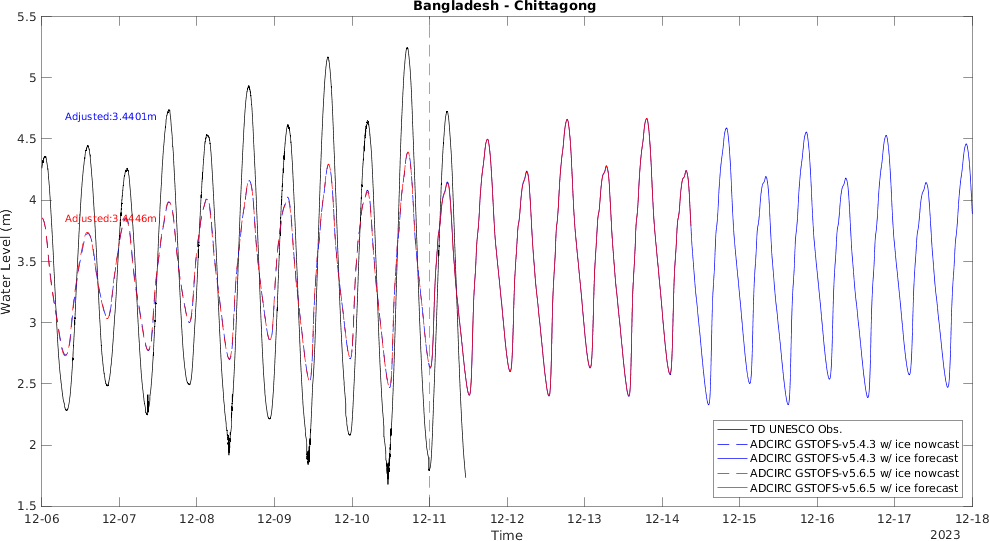 Bangladesh - Chittagong
5.5
5
4.5
4
3.5
3
2.5
2
1.5
Water Level (m)
Adjusted:3.4401m
Adjusted:3.4446m
TD UNESCO Obs.
ADCIRC GSTOFS-v5.4.3 w/ ice nowcast
ADCIRC GSTOFS-v5.4.3 w/ ice forecast
ADCIRC GSTOFS-v5.6.5 w/ ice nowcast
ADCIRC GSTOFS-v5.6.5 w/ ice forecast
12-06 12-07 12-08 12-09 12-10 12-11 12-12 12-13 12-14 12-15 12-16 12-17 12-18
Time
2023